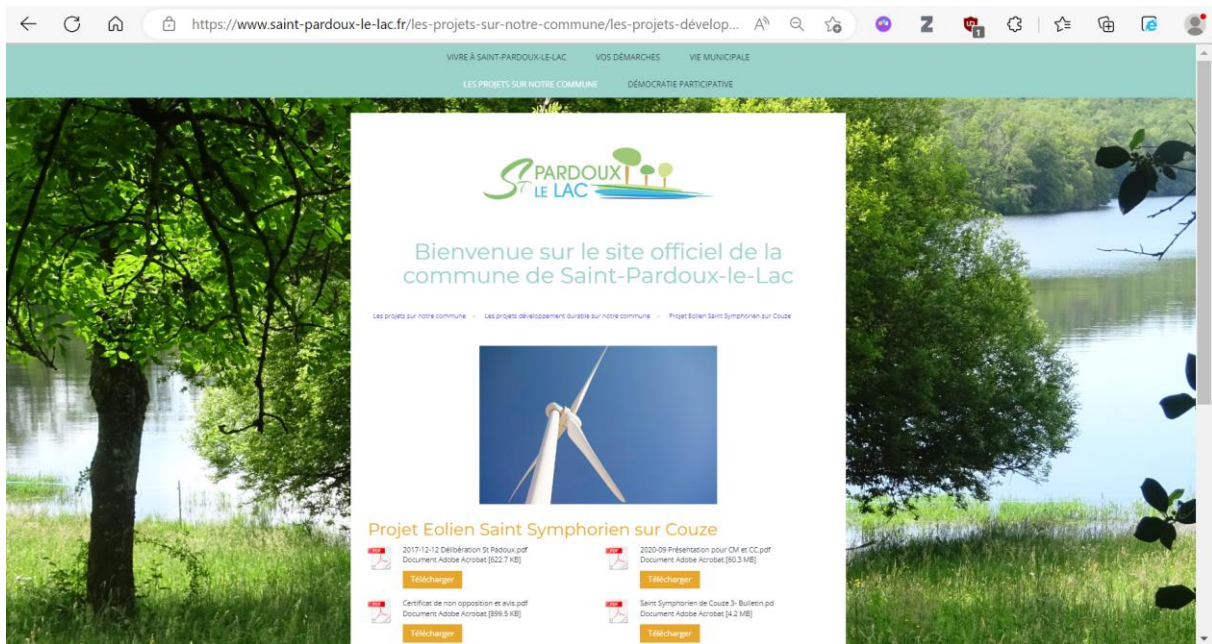 https://www.saint-pardoux-le-lac.fr/les-projets-sur-notre-commune/les-projets-dévelop...
VIVRE À SAINT-PARDOUX-LE-LAC VOS DÉMARCHES VIE MUNICIPALE
LES PROJETS SUR NOTRE COMMUNE DÉMOCRATIE PARTICIPATIVE
ST PARDOUX
LE LAC
Bienvenue sur le site officiel de la
commune de Saint-Pardoux-le-Lac
Les projets sur notre commune - Les projets développement durable sur notre commune - Projet Eolien Saint Symphorien sur Couze
Projet Eolien Saint Symphorien sur Couze
PDF
2017-12-12 Délibération St Padoux.pdf
Document Adobe Acrobat [622.7 KB]
Télécharger
PDF
2020-09 Présentation pour CM et CC.pdf
Document Adobe Acrobat [60.3 MB]
Télécharger
PDF
Certificat de non opposition et avis.pdf
Document Adobe Acrobat [899.5 KB]
Télécharger
PDF
Saint Symphorien de Couze 3- Bulletin.pd
Document Adobe Acrobat [4.2 MB]
Télécharger